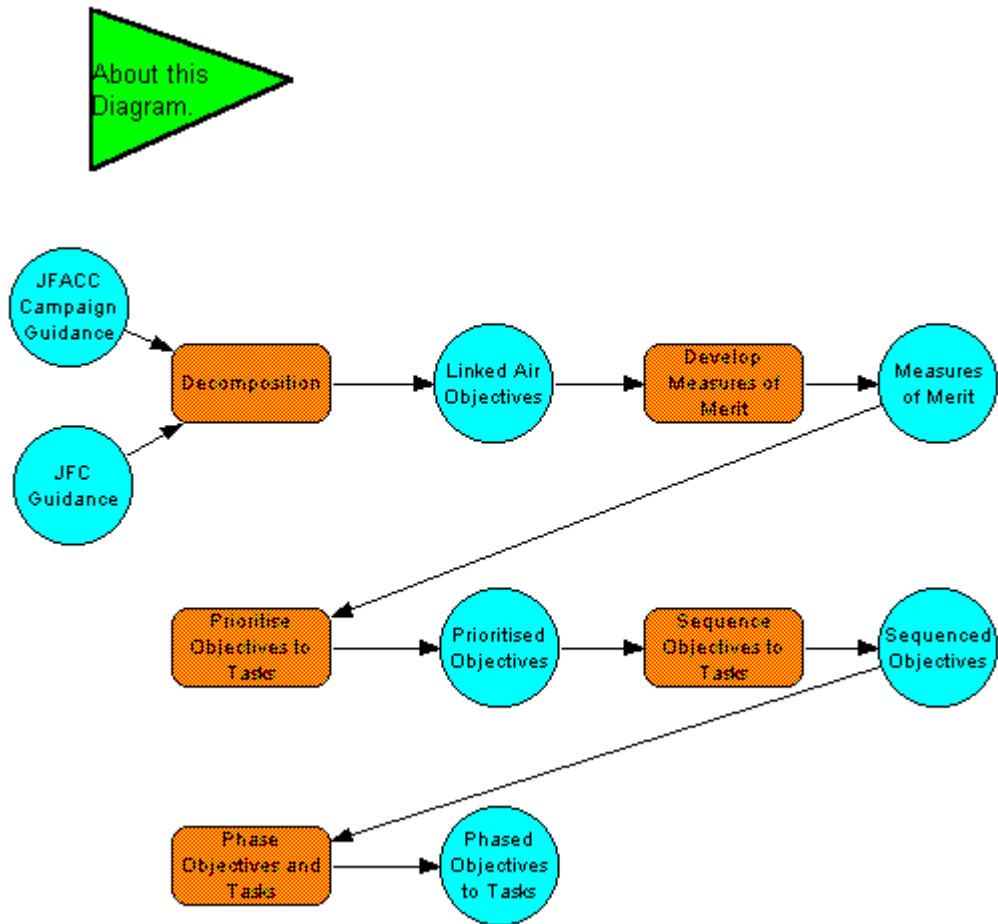 About this
Diagram.
JFACC
Campaign
Guidance
JFC
Guidance
Decomposition
Linked Air
Objectives
Develop
Measures of
Merit
Measures
of Merit
Prioritise
Objectives to
Tasks
Prioritised
Objectives
Sequence
Objectives to
Tasks
Sequenced
Objectives
Phase
Objectives and
Tasks
Phased
Objectives
to Tasks